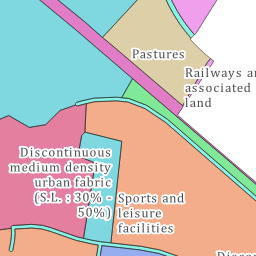 Pastures
Railways an
associated
land
Discontinuous
medium density
urban fabric
(S.L. : 30% -
50%)
Sports and
leisure
facilities